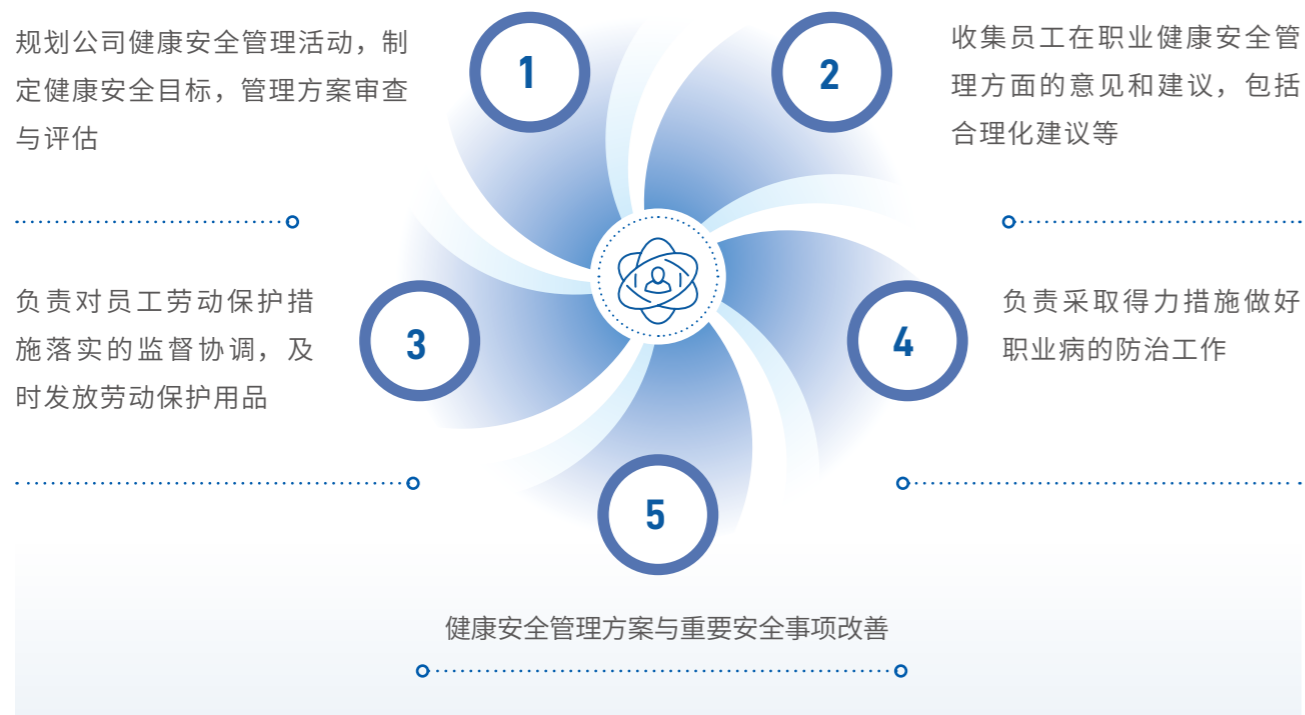 1
规划公司健康安全管理活动，制
定健康安全目标，管理方案审查
与评估
2
收集员工在职业健康安全管
理方面的意见和建议，包括
合理化建议等
3
负责对员工劳动保护措
施落实的监督协调，及
时发放劳动保护用品
4
负责采取得力措施做好
职业病的防治工作
5
健康安全管理方案与重要安全事项改善